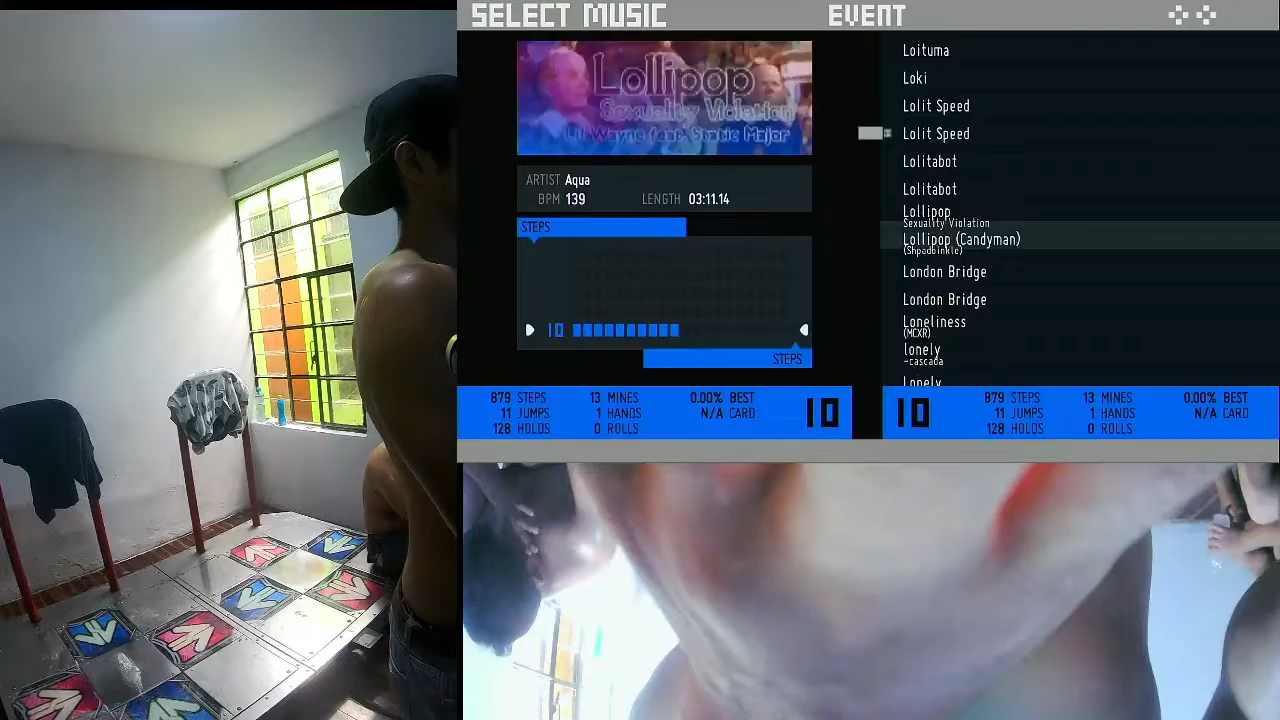 SELECT MUSIC
EVENT
Lollipop
Sexuality Violation
Lil Wayne feat. Static Major
ARTIST Aqua
BPM 139
LENGTH 03:11.14
STEPS
10
STEPS
Loituma
Loki
Lolit Speed
Lolit Speed
Lolitabot
Lolitabot
Lollipop
Sexuality Violation
Lollipop (Candyman)
(Shpadoinkle)
London Bridge
London Bridge
Loneliness
(MCXR)
lonely
-cascada
Lonely
879 STEPS 13 MINES 0.00% BEST
11 JUMPS 1 HANDS N/A CARD
128 HOLDS 0 ROLLS
10
10
879 STEPS 13 MINES 0.00% BEST
11 JUMPS 1 HANDS N/A CARD
128 HOLDS 0 ROLLS